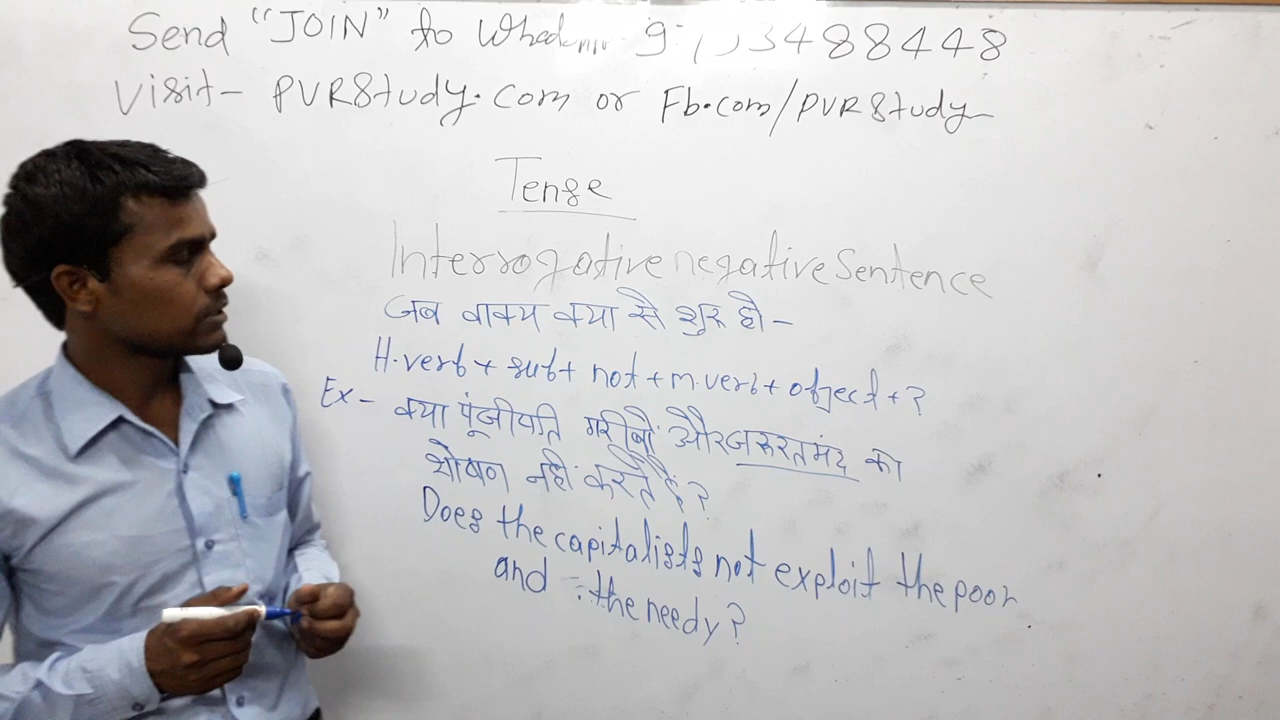 Send "JOIN" to 3488448
Visit- PVRStudy.com or Fb.com/PVRStudy
Tense
Interrogative negative Sentence
जब वाक्य क्या से शुरू हो -
H.verb + sub + not + m.verb + object + ?
Ex - क्या पूंजीपति गरीबों और जरूरतमंद का
शोषण नहीं करते हैं?
Does the capitalists not exploit the poor
and the needy?